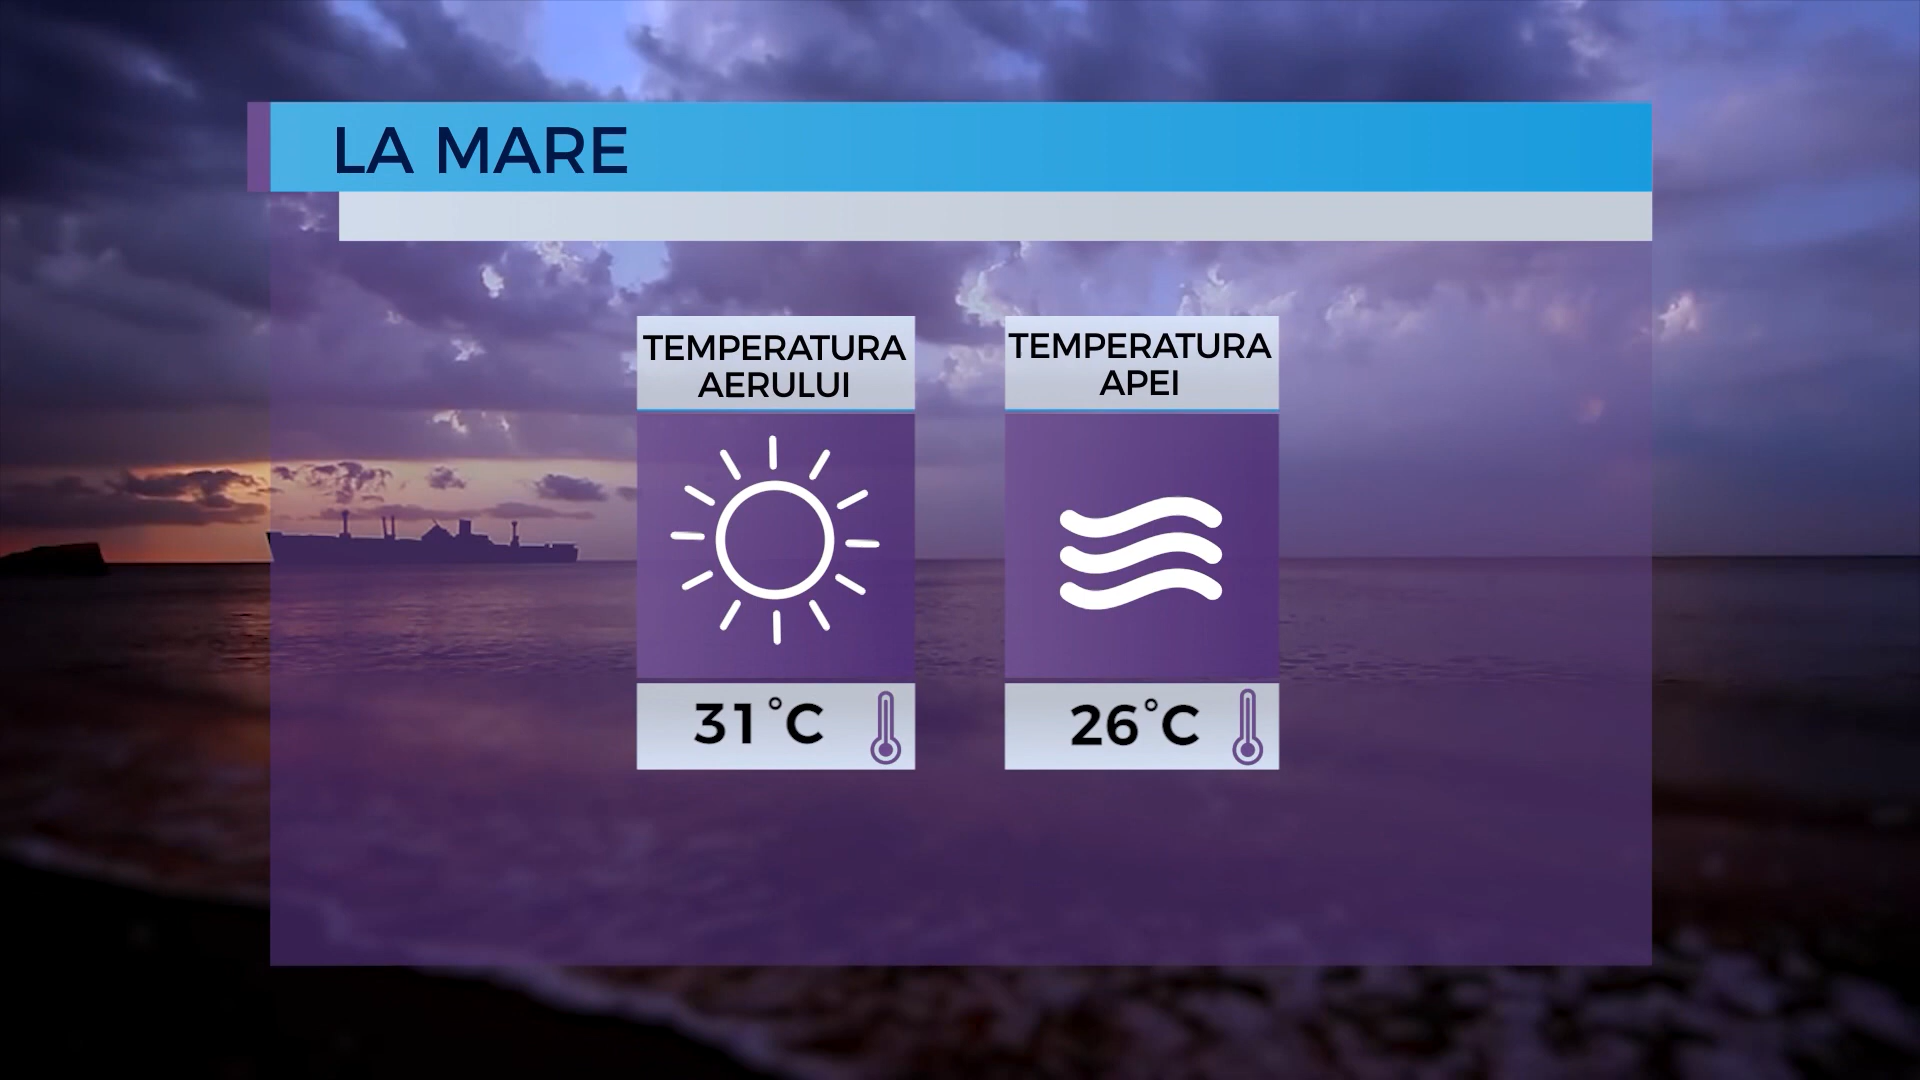 LA MARE
TEMPERATURA
AERULUI
TEMPERATURA
APEI
31°C
26°C